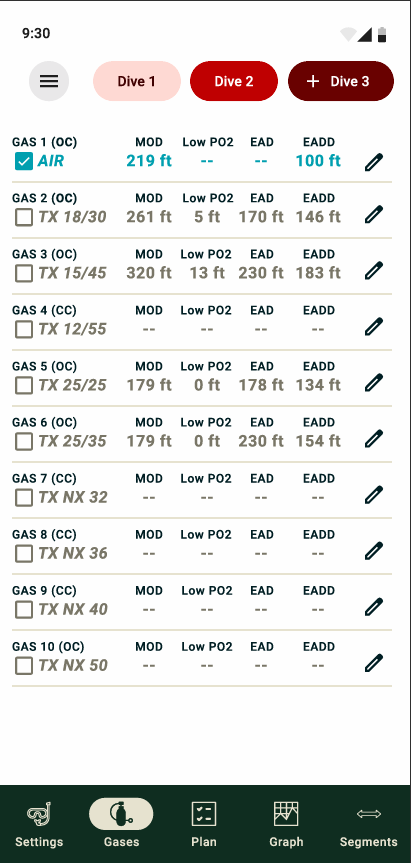 9:30
Dive 1 Dive 2 + Dive 3
GAS 1 (OC) MOD Low PO2 EAD EADD
AIR 219 ft -- -- 100 ft
GAS 2 (OC) MOD Low PO2 EAD EADD
TX 18/30 261 ft 5 ft 170 ft 146 ft
GAS 3 (OC) MOD Low PO2 EAD EADD
TX 15/45 320 ft 13 ft 230 ft 183 ft
GAS 4 (CC) MOD Low PO2 EAD EADD
TX 12/55 -- -- -- --
GAS 5 (OC) MOD Low PO2 EAD EADD
TX 25/25 179 ft 0 ft 178 ft 134 ft
GAS 6 (OC) MOD Low PO2 EAD EADD
TX 25/35 179 ft 0 ft 230 ft 154 ft
GAS 7 (CC) MOD Low PO2 EAD EADD
TX NX 32 -- -- -- --
GAS 8 (CC) MOD Low PO2 EAD EADD
TX NX 36 -- -- -- --
GAS 9 (CC) MOD Low PO2 EAD EADD
TX NX 40 -- -- -- --
GAS 10 (OC) MOD Low PO2 EAD EADD
TX NX 50 -- -- -- --
Settings Gases Plan Graph Segments